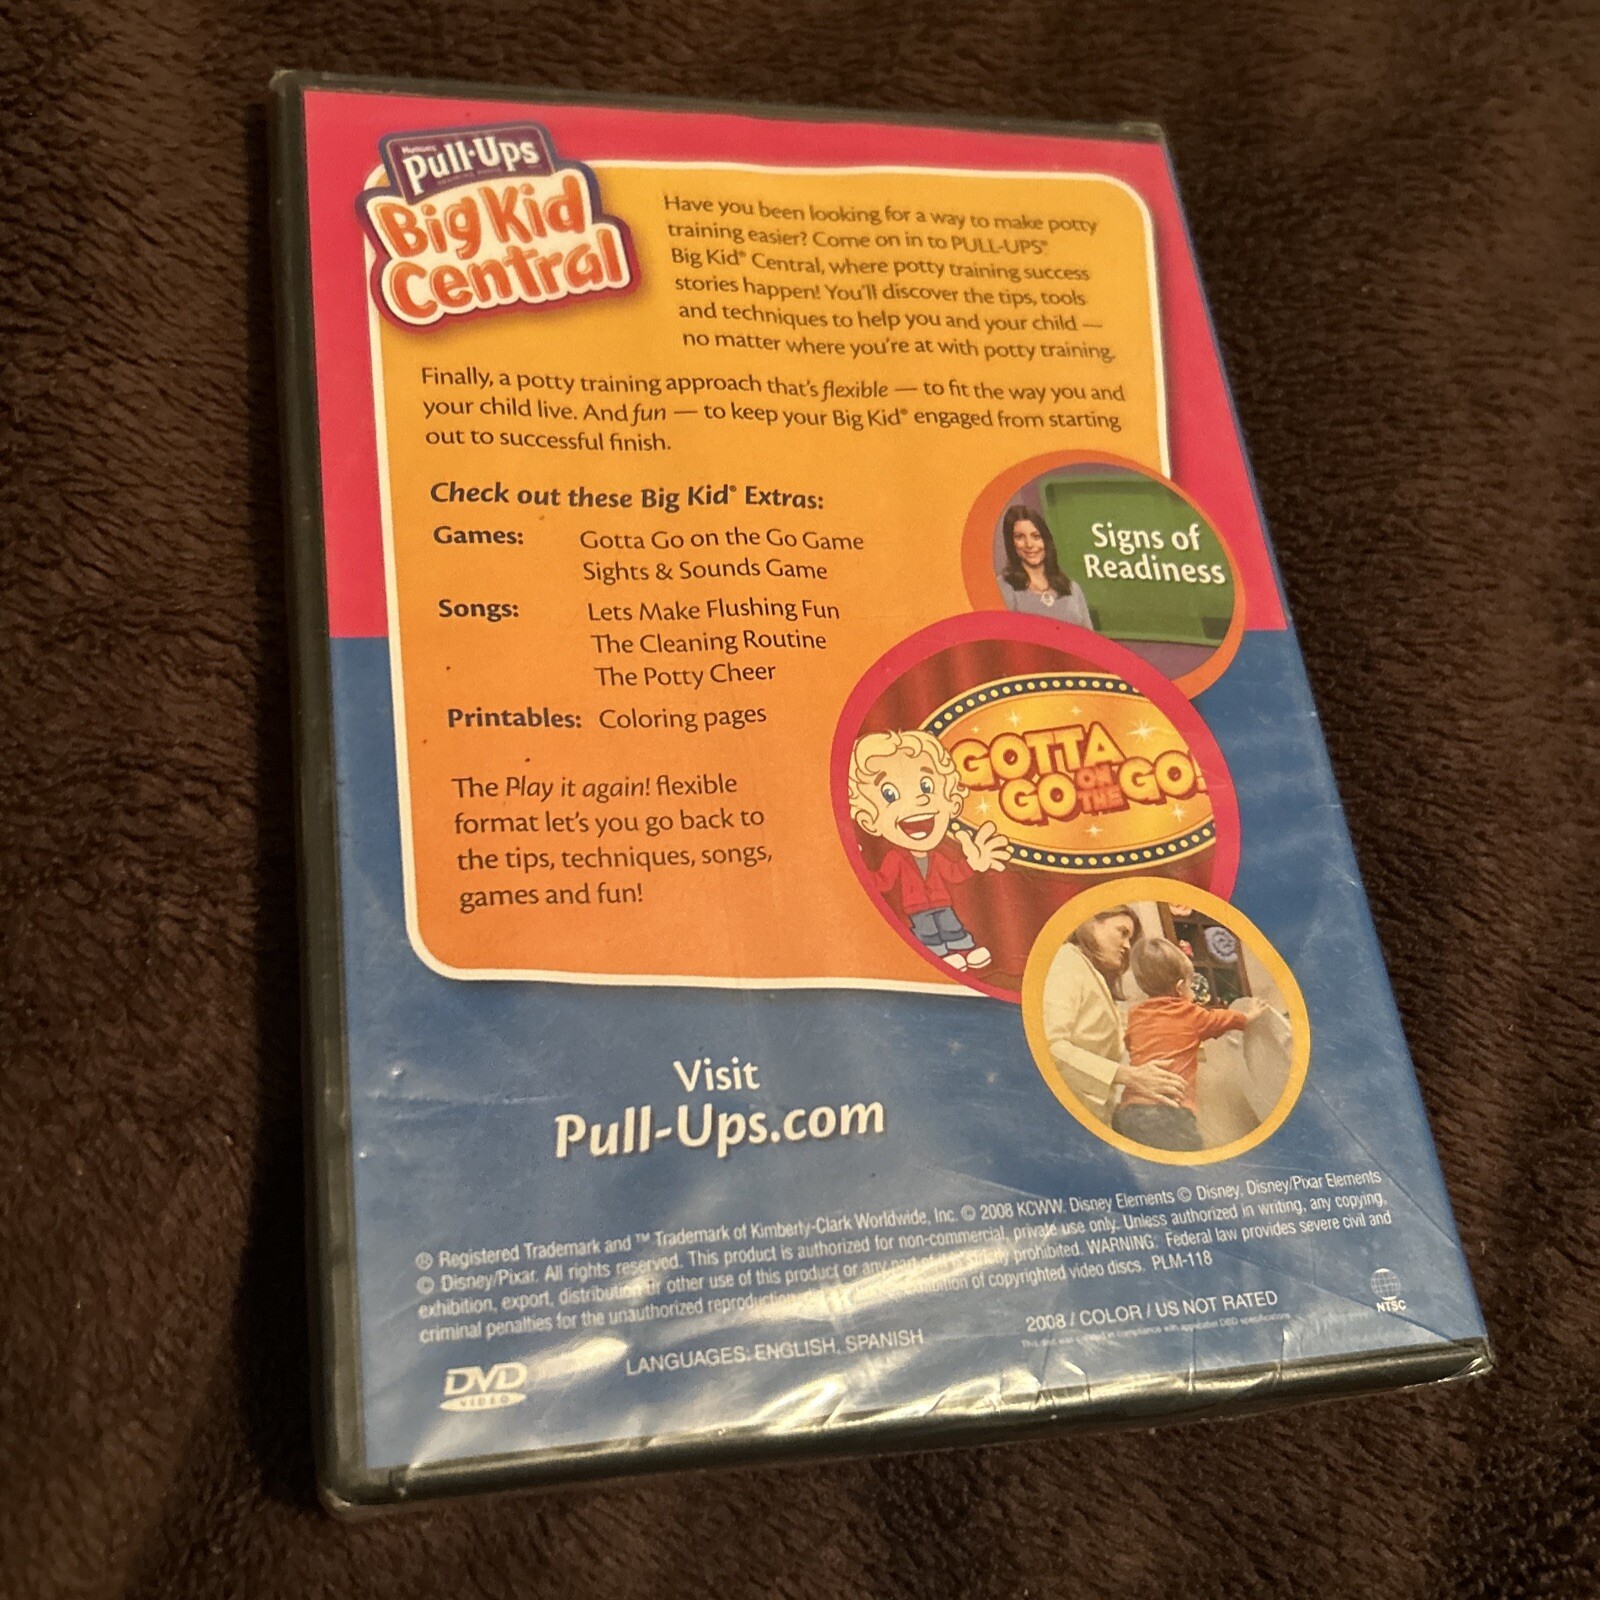 Huggies
Pull-Ups
Big Kid
Central
Have you been looking for a way to make potty
training easier? Come on in to PULL-UPS®
Big Kid® Central, where potty training success
stories happen! You'll discover the tips, tools
and techniques to help you and your child —
no matter where you're at with potty training.
Finally, a potty training approach that's flexible — to fit the way you and
your child live. And fun — to keep your Big Kid® engaged from starting
out to successful finish.
Check out these Big Kid® Extras:
Games: Gotta Go on the Go Game
Sights & Sounds Game
Songs: Lets Make Flushing Fun
The Cleaning Routine
The Potty Cheer
Printables: Coloring pages
The Play it again! flexible
format let's you go back to
the tips, techniques, songs,
games and fun!
Signs of
Readiness
GOTTA
GO ON THE GO!
Visit
Pull-Ups.com
® Registered Trademark and ™ Trademark of Kimberly-Clark Worldwide, Inc. © 2008 KCWW. Disney Elements © Disney. Disney/Pixar Elements
© Disney/Pixar. All rights reserved. This product is authorized for non-commercial, private use only. Unless authorized in writing, any copying,
exhibition, export, distribution or other use of this product or any part of it is strictly prohibited. WARNING: Federal law provides severe civil and
criminal penalties for the unauthorized reproduction, exhibition of copyrighted video discs. PLM-118
2008 / COLOR / US NOT RATED
This disc was created in compliance with applicable DVD specifications
NTSC
LANGUAGES: ENGLISH, SPANISH
DVD
VIDEO